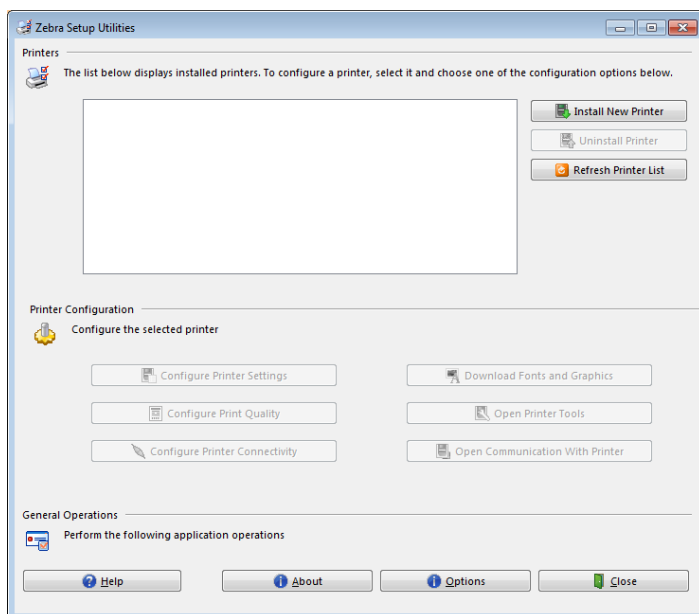 Zebra Setup Utilities
Printers
The list below displays installed printers. To configure a printer, select it and choose one of the configuration options below.
Install New Printer
Uninstall Printer
Refresh Printer List
Printer Configuration
Configure the selected printer
Configure Printer Settings
Download Fonts and Graphics
Configure Print Quality
Open Printer Tools
Configure Printer Connectivity
Open Communication With Printer
General Operations
Perform the following application operations
Help
About
Options
Close